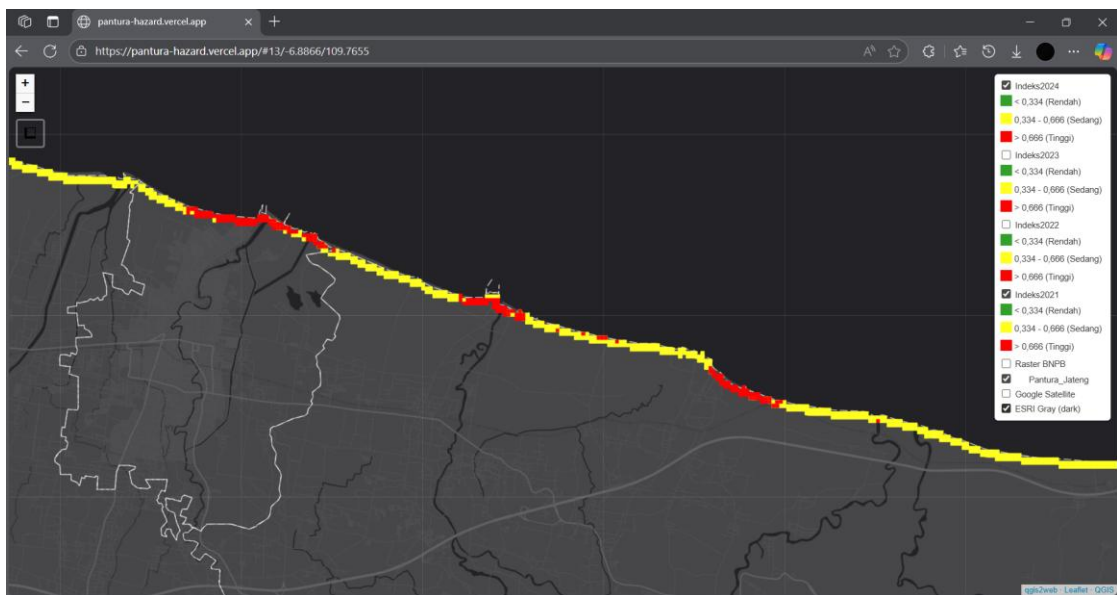 pantura-hazard.vercel.app
https://pantura-hazard.vercel.app/#13/-6.8866/109.7655
+
−
Indeks2024
< 0,334 (Rendah)
0,334 - 0,666 (Sedang)
> 0,666 (Tinggi)
Indeks2023
< 0,334 (Rendah)
0,334 - 0,666 (Sedang)
> 0,666 (Tinggi)
Indeks2022
< 0,334 (Rendah)
0,334 - 0,666 (Sedang)
> 0,666 (Tinggi)
Indeks2021
< 0,334 (Rendah)
0,334 - 0,666 (Sedang)
> 0,666 (Tinggi)
Raster BNPB
Pantura_Jateng
Google Satellite
ESRI Gray (dark)
qgis2web · Leaflet · QGIS